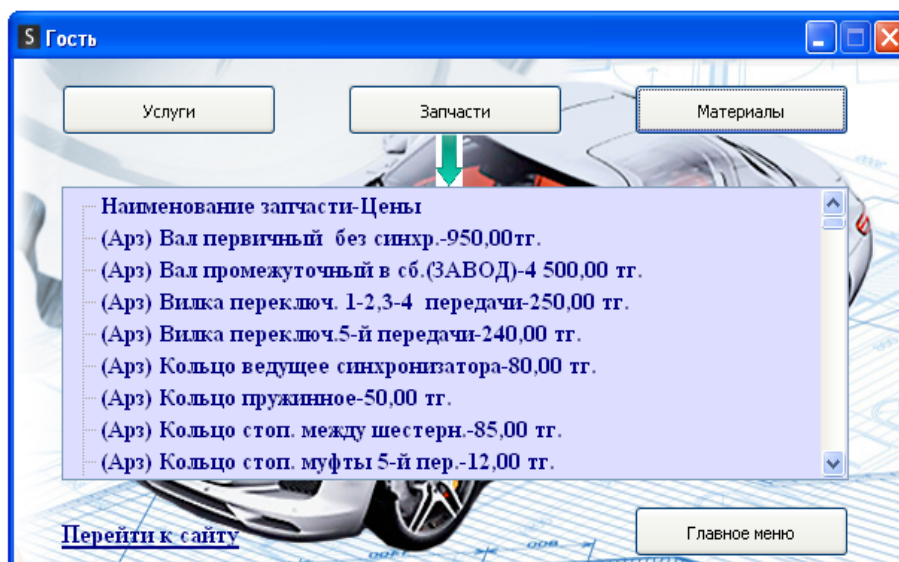 S Гость
Услуги
Запчасти
Материалы
Наименование запчасти-Цены
(Арз) Вал первичный  без синхр.-950,00тг.
(Арз) Вал промежуточный в сб.(ЗАВОД)-4 500,00 тг.
(Арз) Вилка переключ. 1-2,3-4  передачи-250,00 тг.
(Арз) Вилка переключ.5-й передачи-240,00 тг.
(Арз) Кольцо ведущее синхронизатора-80,00 тг.
(Арз) Кольцо пружинное-50,00 тг.
(Арз) Кольцо стоп. между шестерн.-85,00 тг.
(Арз) Кольцо стоп. муфты 5-й пер.-12,00 тг.
Перейти к сайту
Главное меню